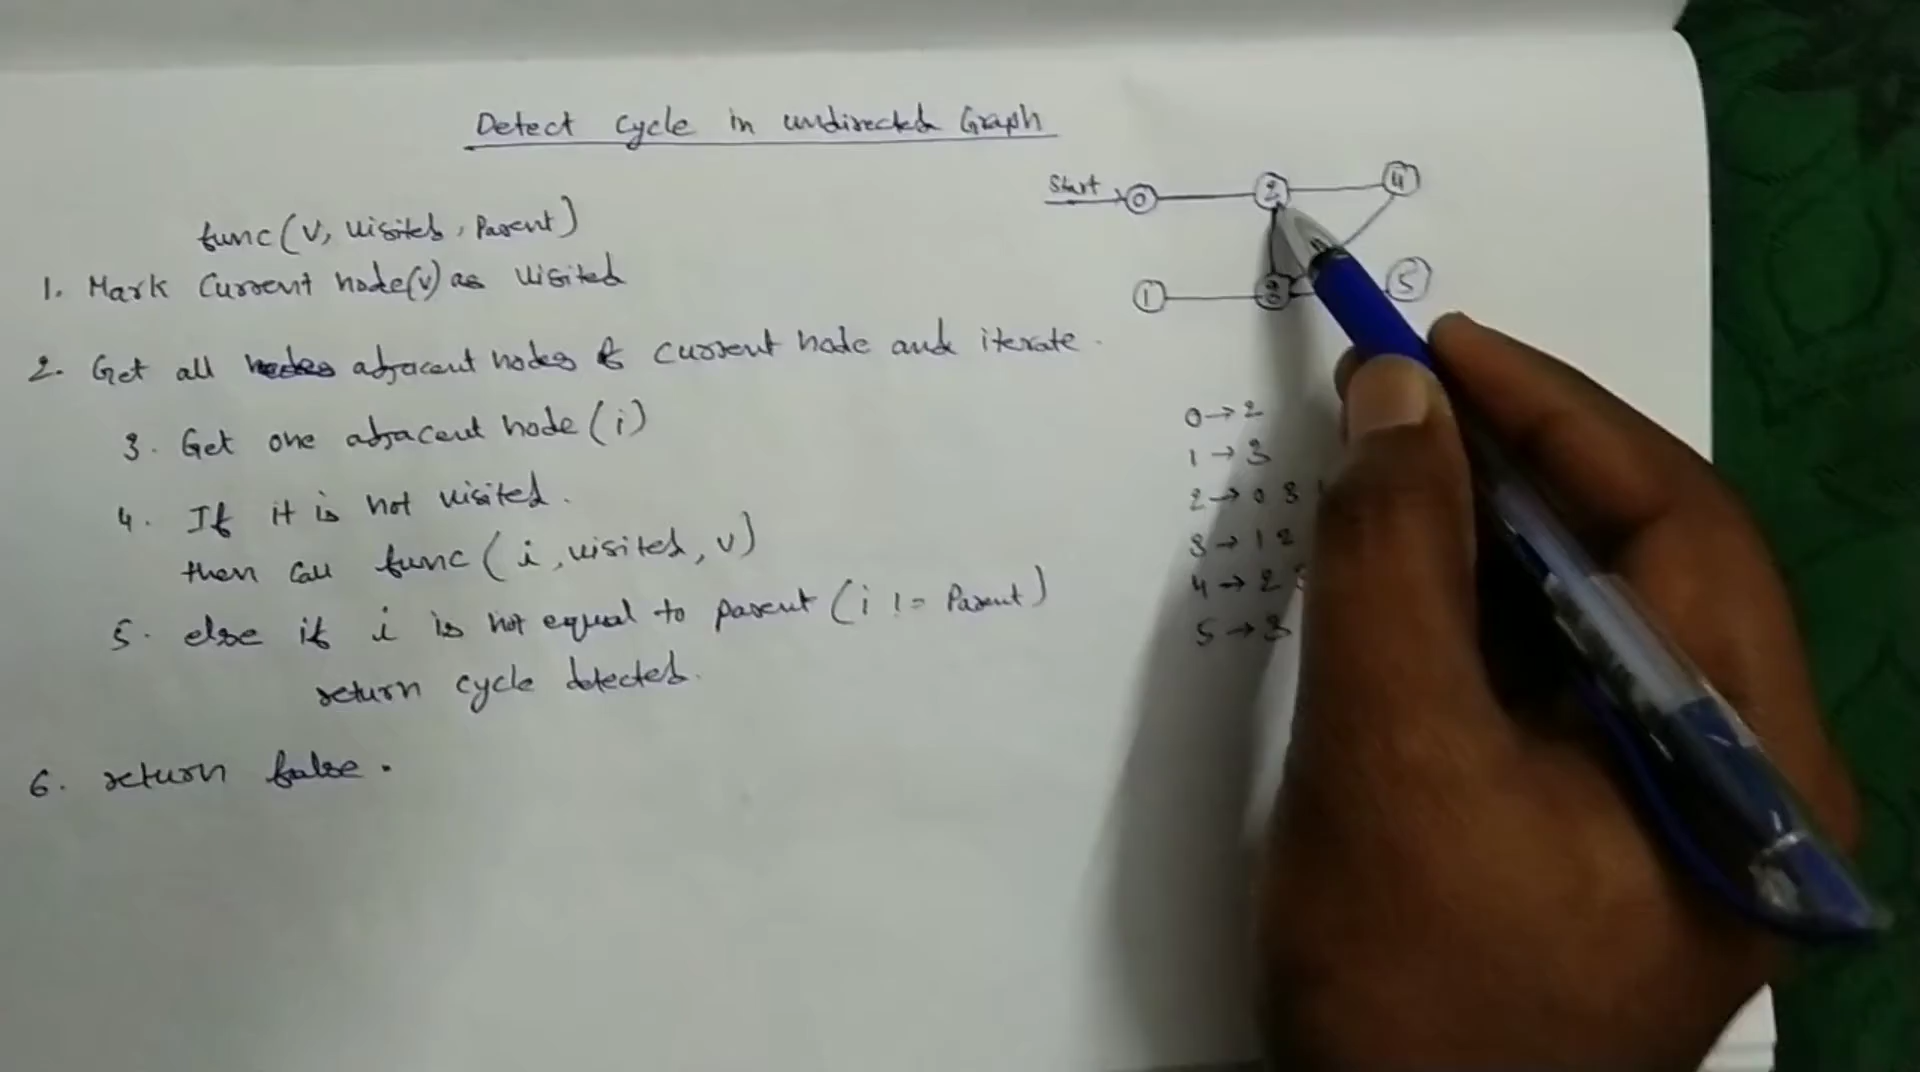 Detect Cycle in undirected Graph
func(V, visited, Parent)
1. Mark Current node(v) as visited
2. Get all adjacent nodes of current node and iterate.
3. Get one adjacent node (i)
4. If it is not visited.
then call func (i, visited, v)
5. else if i is not equal to parent (i != Parent)
return cycle detected.
6. return false.
Start 0 2 4
1 3 5
0 → 2
1 → 3
2 → 0 3
3 → 1 2
4 → 2
5 → 3